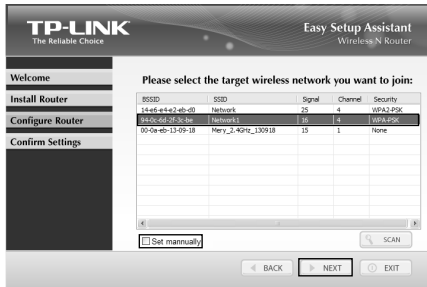 TP-LINK
The Reliable Choice
Easy Setup Assistant
Wireless N Router
Welcome
Install Router
Configure Router
Confirm Settings
Please select the target wireless network you want to join:
BSSID SSID Signal Channel Security
14-e6-e4-e2-eb-d0 Network 25 4 WPA2-PSK
94-0c-6d-2f-3c-be Network1 16 4 WPA-PSK
00-0a-eb-13-09-18 Mery_2.4GHz_130918 15 1 None
Set mannually
SCAN
BACK NEXT EXIT